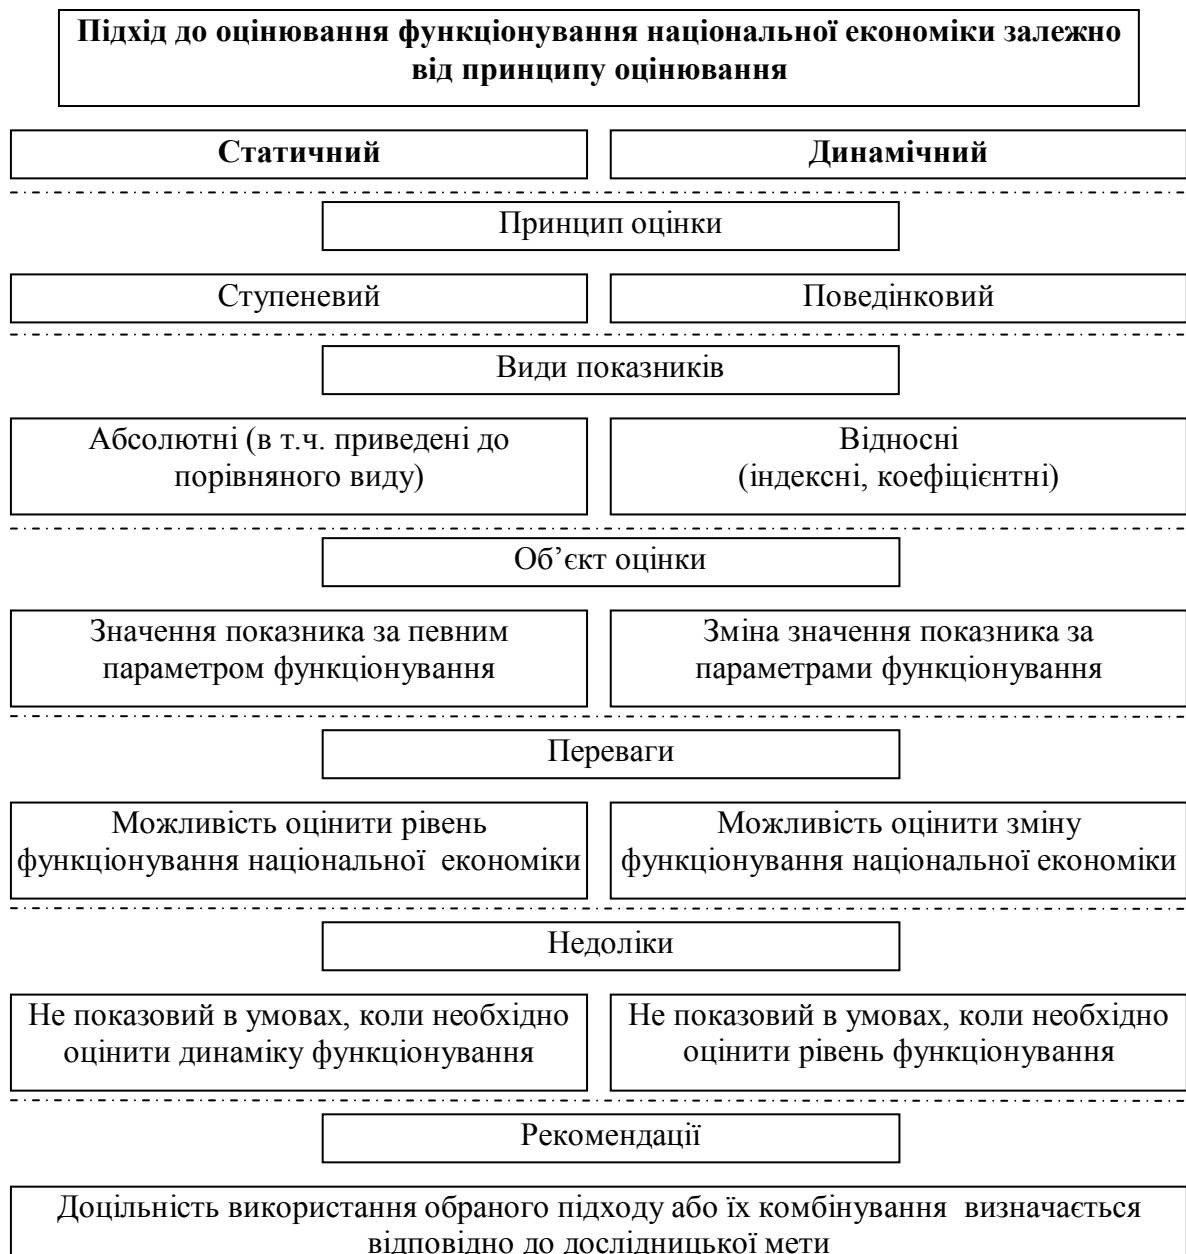 Підхід до оцінювання функціонування національної економіки залежно
від принципу оцінювання
Статичний
Динамічний
Принцип оцінки
Ступеневий
Поведінковий
Види показників
Абсолютні (в т.ч. приведені до
порівняного виду)
Відносні
(індексні, коефіцієнтні)
Об’єкт оцінки
Значення показника за певним
параметром функціонування
Зміна значення показника за
параметрами функціонування
Переваги
Можливість оцінити рівень
функціонування національної економіки
Можливість оцінити зміну
функціонування національної економіки
Недоліки
Не показовий в умовах, коли необхідно
оцінити динаміку функціонування
Не показовий в умовах, коли необхідно
оцінити рівень функціонування
Рекомендації
Доцільність використання обраного підходу або їх комбінування визначається
відповідно до дослідницької мети